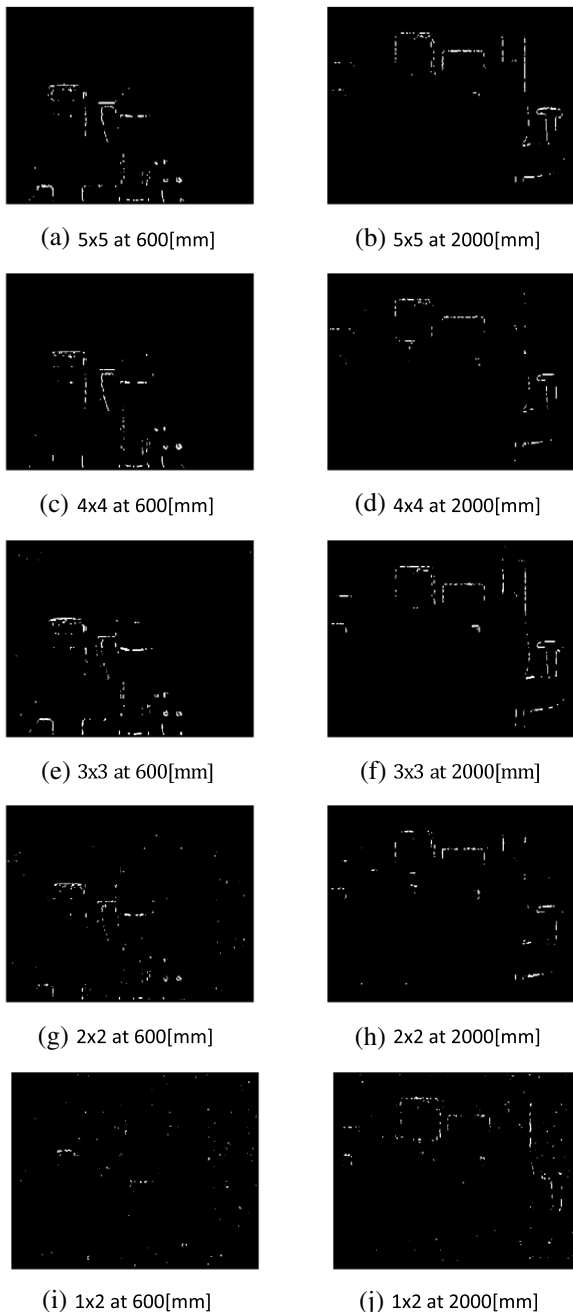 (a) 5x5 at 600[mm]
(b) 5x5 at 2000[mm]
(c) 4x4 at 600[mm]
(d) 4x4 at 2000[mm]
(e) 3x3 at 600[mm]
(f) 3x3 at 2000[mm]
(g) 2x2 at 600[mm]
(h) 2x2 at 2000[mm]
(i) 1x2 at 600[mm]
(j) 1x2 at 2000[mm]